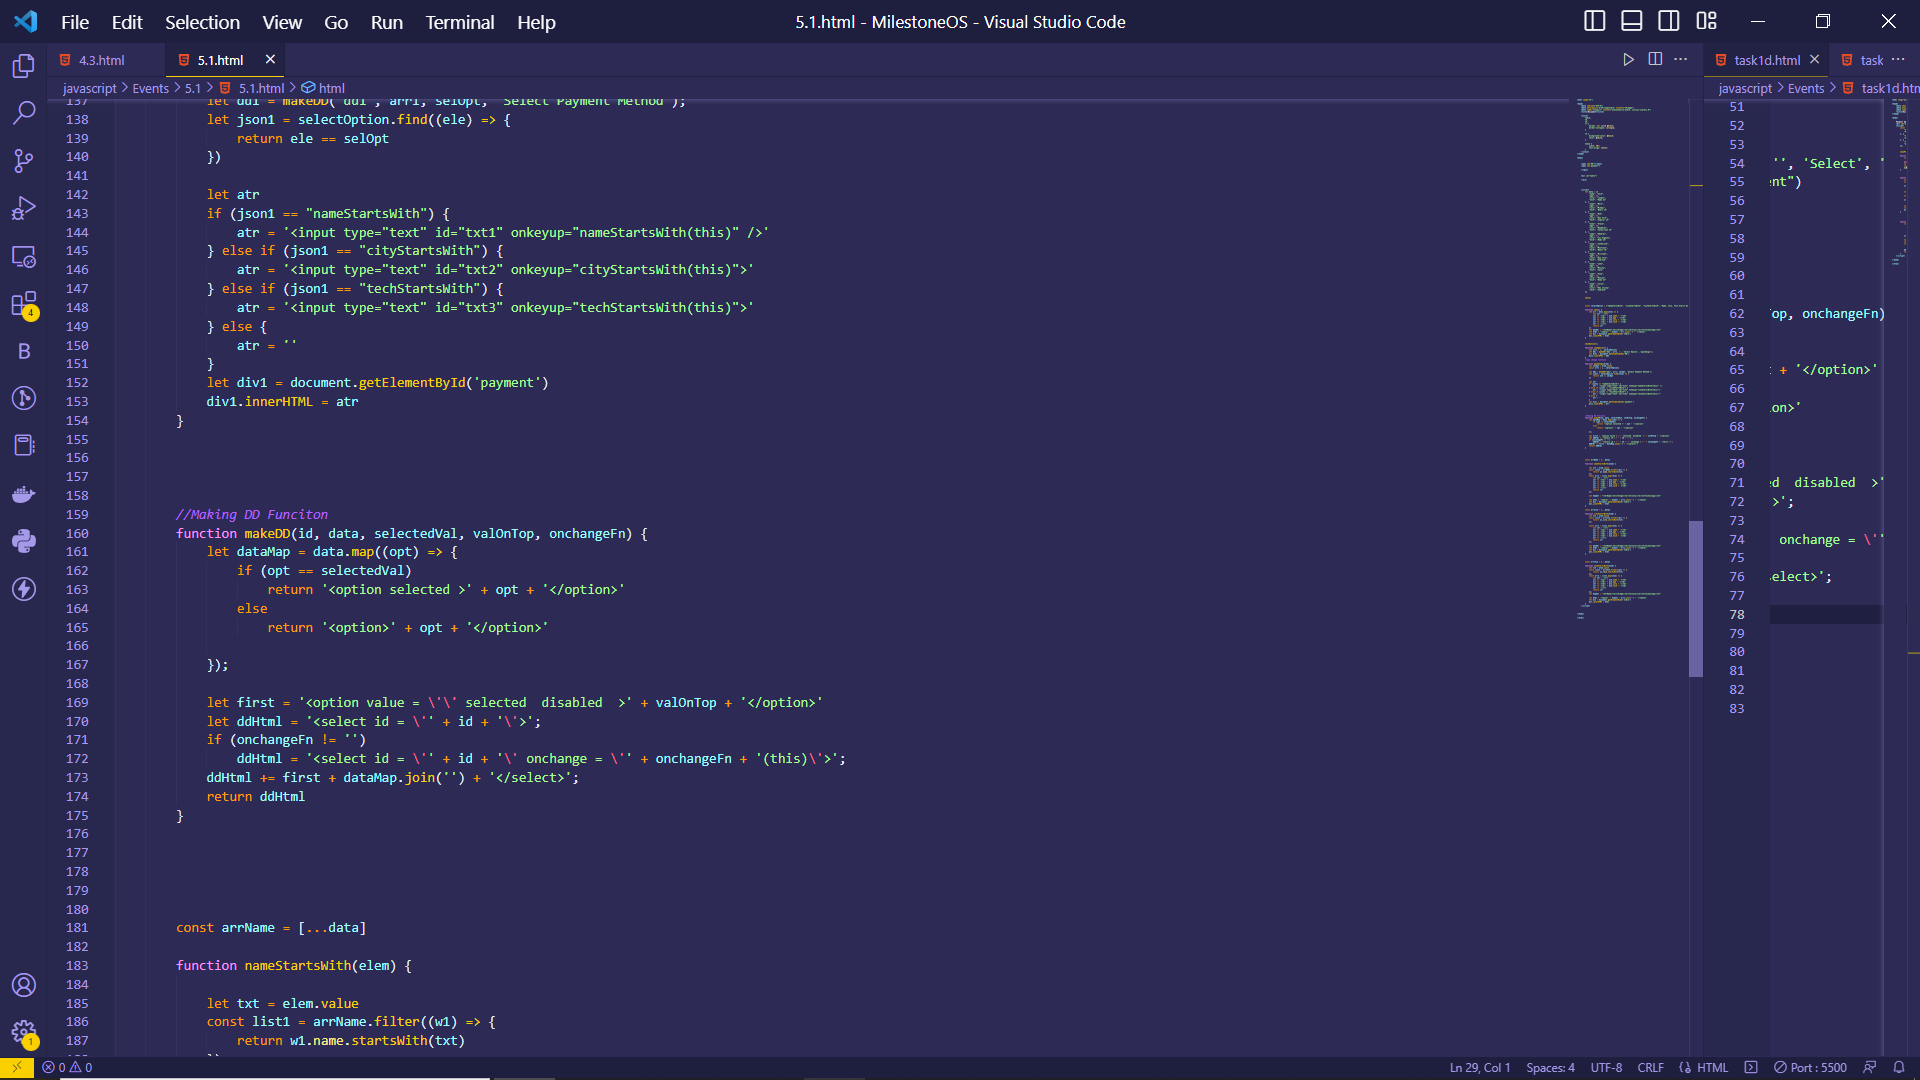 File Edit Selection View Go Run Terminal Help
5.1.html - MilestoneOS - Visual Studio Code
4.3.html
5.1.html
javascript > Events > 5.1 > 5.1.html > html
137 let dd1 = makeDD('dd1', arr1, selOpt, 'Select Payment Method');
138 let json1 = selectOption.find((ele) => {
139 return ele == selOpt
140 })
141
142 let atr
143 if (json1 == "nameStartsWith") {
144 atr = '<input type="text" id="txt1" onkeyup="nameStartsWith(this)" />'
145 } else if (json1 == "cityStartsWith") {
146 atr = '<input type="text" id="txt2" onkeyup="cityStartsWith(this)">'
147 } else if (json1 == "techStartsWith") {
148 atr = '<input type="text" id="txt3" onkeyup="techStartsWith(this)">'
149 } else {
150 atr = ''
151 }
152 let div1 = document.getElementById('payment')
153 div1.innerHTML = atr
154 }
155
156
157
158
159 //Making DD Funciton
160 function makeDD(id, data, selectedVal, valOnTop, onchangeFn) {
161 let dataMap = data.map((opt) => {
162 if (opt == selectedVal)
163 return '<option selected >' + opt + '</option>'
164 else
165 return '<option>' + opt + '</option>'
166
167 });
168
169 let first = '<option value = \'\' selected  disabled  >' + valOnTop + '</option>'
170 let ddHtml = '<select id = \'' + id + '\'>';
171 if (onchangeFn != '')
172 ddHtml = '<select id = \'' + id + '\' onchange = \'' + onchangeFn + '(this)\'>';
173 ddHtml += first + dataMap.join('') + '</select>';
174 return ddHtml
175 }
176
177
178
179
180
181 const arrName = [...data]
182
183 function nameStartsWith(elem) {
184
185 let txt = elem.value
186 const list1 = arrName.filter((w1) => {
187 return w1.name.startsWith(txt)
task1d.html
task
javascript > Events > task1d.htm
51
52
53
54 '', 'Select', '
55 ent")
56
57
58
59
60
61
62 Top, onchangeFn)
63
64
65 + '</option>'
66
67 ion>'
68
69
70
71 ed  disabled  >'
72 >';
73
74 onchange = \''
75
76 select>';
77
78
79
80
81
82
83
4
B
1
0 0
Ln 29, Col 1
Spaces: 4
UTF-8
CRLF
HTML
Port : 5500